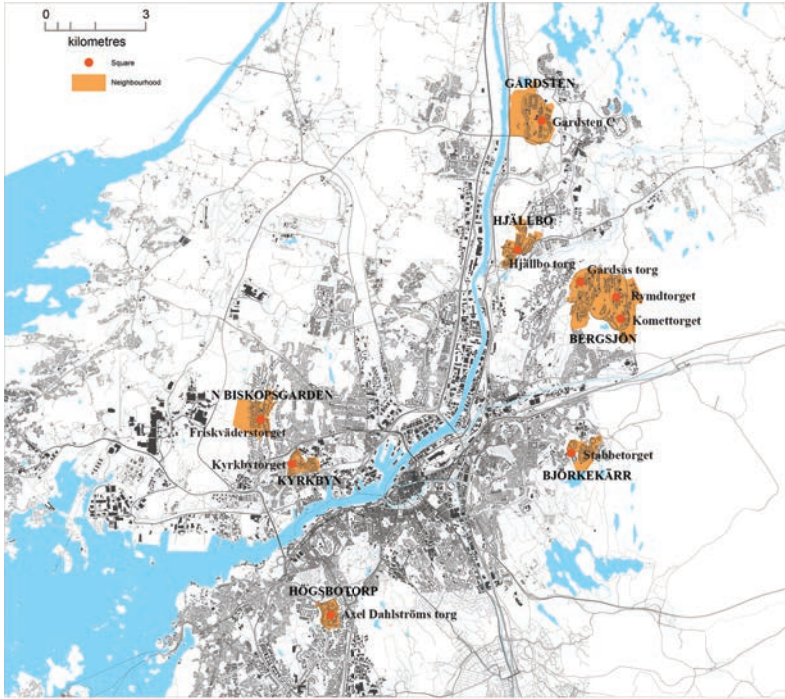 0 3
kilometres
Square
Neighbourhood
GÅRDSTEN
Gårdsten C
HJÄLLBO
Hjällbo torg
Gärdsås torg
Rymdtorget
Komettorget
BERGSJÖN
N BISKOPSGÅRDEN
Friskväderstorget
Kyrkbytorget
KYRKBYN
Stabbetorget
BJÖRKEKÄRR
HÖGSBOTORP
Axel Dahlströms torg